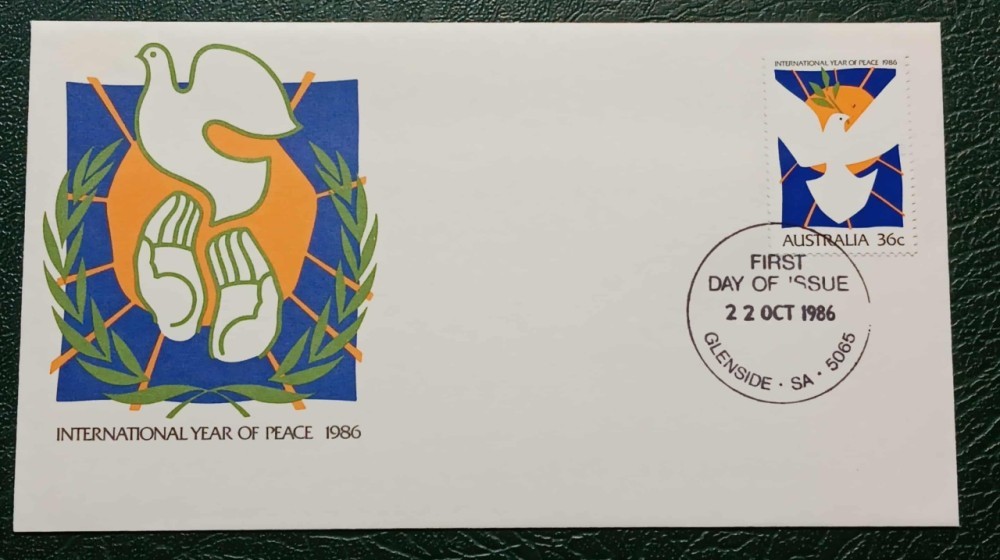 INTERNATIONAL YEAR OF PEACE 1986
AUSTRALIA 36c
FIRST
DAY OF ISSUE
22 OCT 1986
GLENSIDE · SA · 5065
INTERNATIONAL YEAR OF PEACE 1986